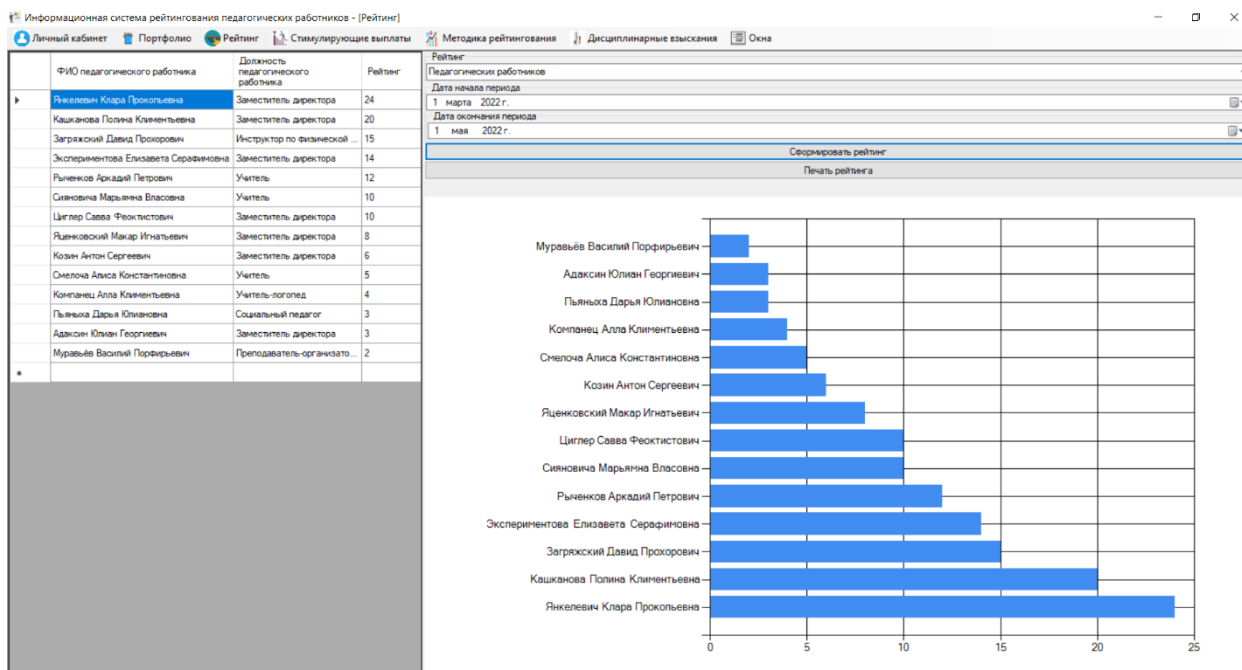 Информационная система рейтингования педагогических работников - [Рейтинг]
Личный кабинет Портфолио Рейтинг Стимулирующие выплаты Методика рейтингования Дисциплинарные взыскания Окна
ФИО педагогического работника Должность педагогического работника Рейтинг
Янкелевич Клара Прокопьевна Заместитель директора 24
Кашканова Полина Климентьевна Заместитель директора 20
Загряжский Давид Прохорович Инструктор по физической ... 15
Экспериментова Елизавета Серафимовна Заместитель директора 14
Рыченков Аркадий Петрович Учитель 12
Сияновича Марьямна Власовна Учитель 10
Циглер Савва Феоктистович Заместитель директора 10
Яценковский Макар Игнатьевич Заместитель директора 8
Козин Антон Сергеевич Заместитель директора 6
Смелоча Алиса Константиновна Учитель 5
Компанец Алла Климентьевна Учитель-логопед 4
Пьяныха Дарья Юлиановна Социальный педагог 3
Адаксин Юлиан Георгиевич Заместитель директора 3
Муравьёв Василий Порфирьевич Преподаватель-организато... 2
Рейтинг
Педагогических работников
Дата начала периода
1 марта 2022 г.
Дата окончания периода
1 мая 2022 г.
Сформировать рейтинг
Печать рейтинга
Муравьёв Василий Порфирьевич
Адаксин Юлиан Георгиевич
Пьяныха Дарья Юлиановна
Компанец Алла Климентьевна
Смелоча Алиса Константиновна
Козин Антон Сергеевич
Яценковский Макар Игнатьевич
Циглер Савва Феоктистович
Сияновича Марьямна Власовна
Рыченков Аркадий Петрович
Экспериментова Елизавета Серафимовна
Загряжский Давид Прохорович
Кашканова Полина Климентьевна
Янкелевич Клара Прокопьевна
0 5 10 15 20 25